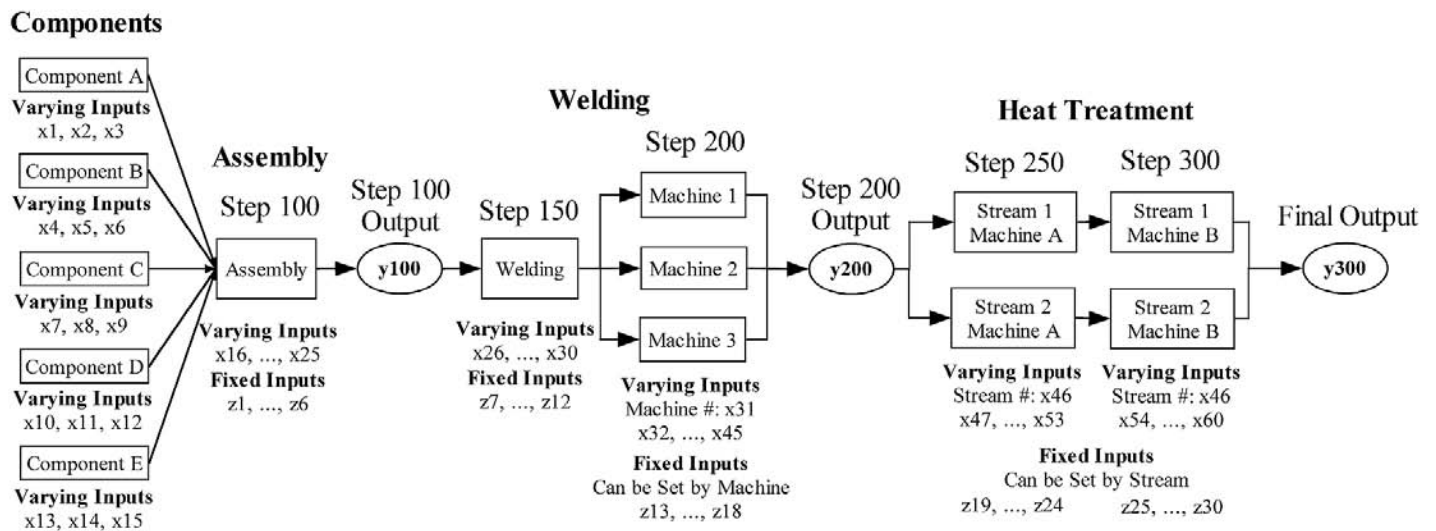 Components
Component A
Varying Inputs
x1, x2, x3
Component B
Varying Inputs
x4, x5, x6
Component C
Varying Inputs
x7, x8, x9
Component D
Varying Inputs
x10, x11, x12
Component E
Varying Inputs
x13, x14, x15
Assembly
Step 100
Assembly
Varying Inputs
x16, ..., x25
Fixed Inputs
z1, ..., z6
Step 100
Output
y100
Welding
Step 150
Welding
Varying Inputs
x26, ..., x30
Fixed Inputs
z7, ..., z12
Step 200
Machine 1
Machine 2
Machine 3
Varying Inputs
Machine #: x31
x32, ..., x45
Fixed Inputs
Can be Set by Machine
z13, ..., z18
Step 200
Output
y200
Heat Treatment
Step 250
Stream 1
Machine A
Stream 2
Machine A
Varying Inputs
Stream #: x46
x47, ..., x53
Step 300
Stream 1
Machine B
Stream 2
Machine B
Varying Inputs
Stream #: x46
x54, ..., x60
Fixed Inputs
Can be Set by Stream
z19, ..., z24
z25, ..., z30
Final Output
y300